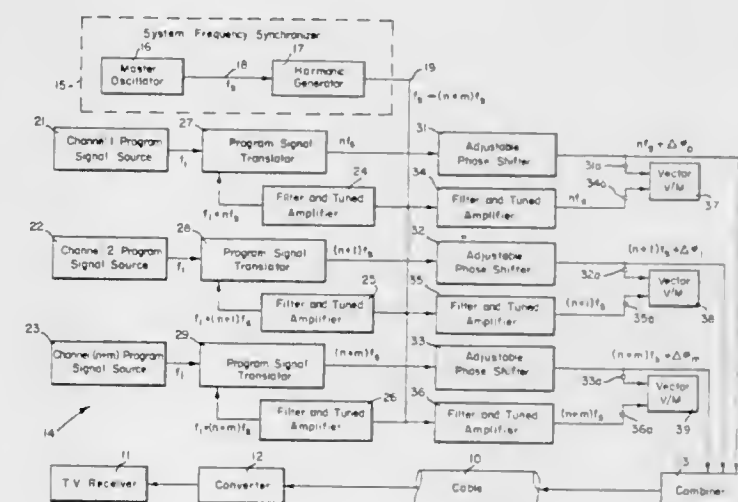 System Frequency Synchronizer
16
17
Master
Oscillator
18
fs
Harmonic
Generator
19
15
fs - (n+m)fs
21
Channel 1 Program
Signal Source
f1
27
Program Signal
Translator
nfs
31
Adjustable
Phase Shifter
nfs + Δφo
31a
Vector
V/M
37
24
Filter and Tuned
Amplifier
f1+nfs
34
Filter and Tuned
Amplifier
nfs
34a
22
Channel 2 Program
Signal Source
f1
28
Program Signal
Translator
(n+1)fs
32
Adjustable
Phase Shifter
(n+1)fs + Δφ1
32a
Vector
V/M
38
25
Filter and Tuned
Amplifier
f1+(n+1)fs
35
Filter and Tuned
Amplifier
(n+1)fs
35a
23
Channel (n+m) Program
Signal Source
f1
29
Program Signal
Translator
(n+m)fs
33
Adjustable
Phase Shifter
(n+m)fs + Δφm
33a
Vector
V/M
39
26
Filter and Tuned
Amplifier
f1+(n+m)fs
36
Filter and Tuned
Amplifier
(n+m)fs
36a
14
11
T.V. Receiver
12
Converter
10
Cable
3
Combiner